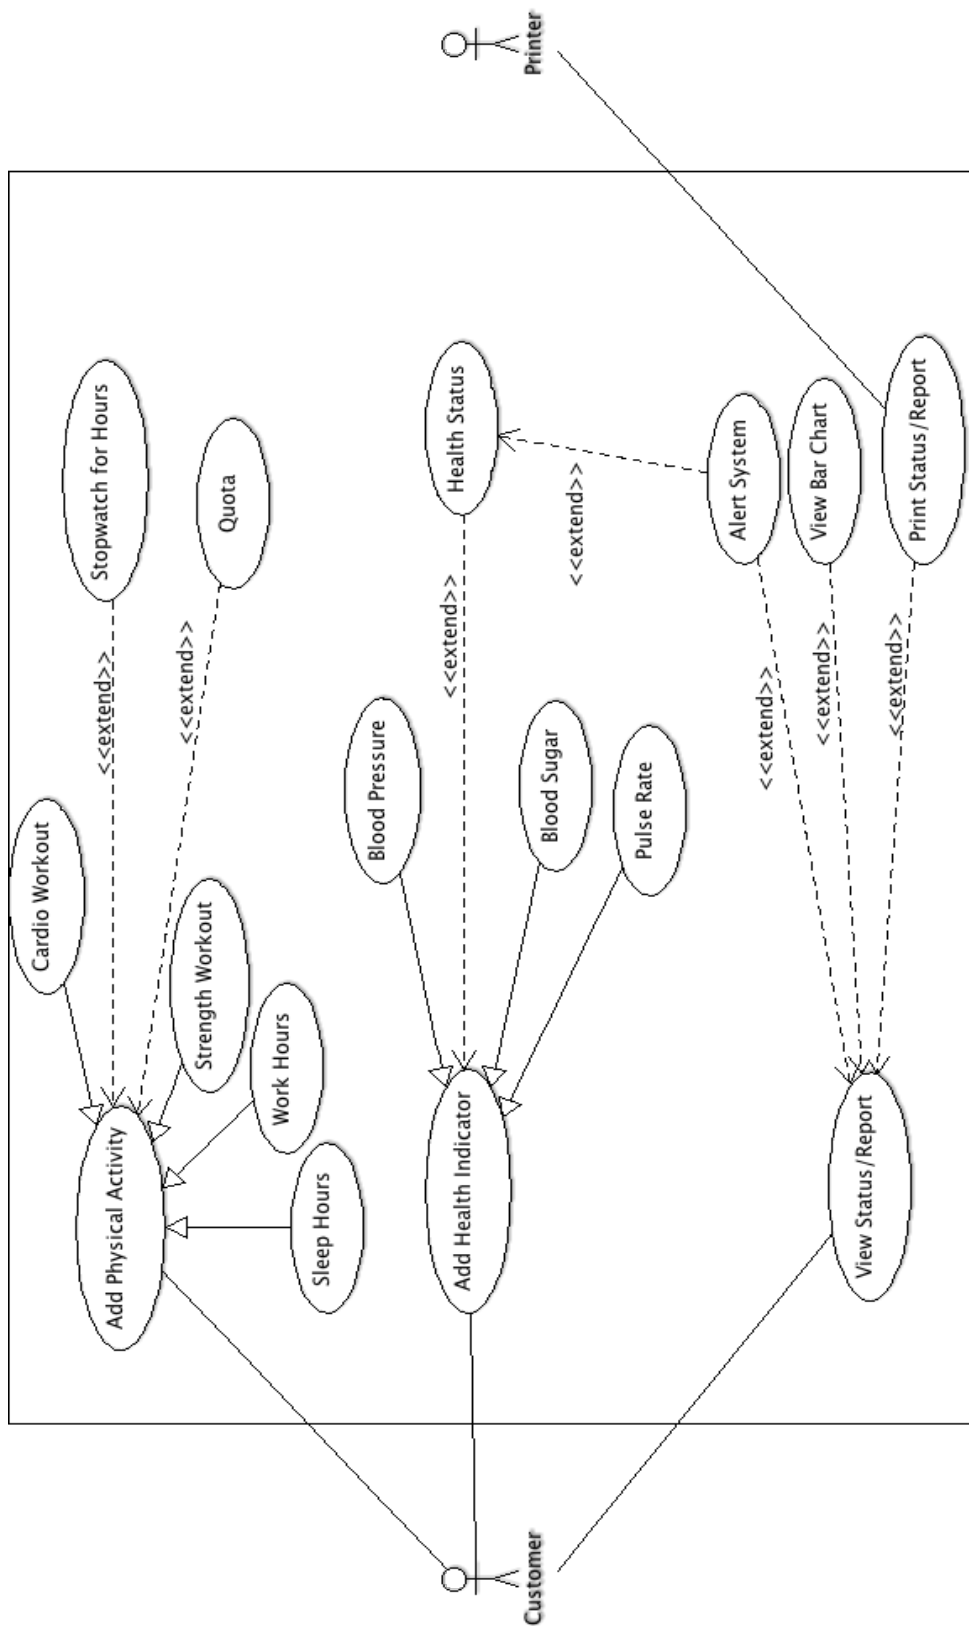 Cardio Workout
Stopwatch for Hours
<<extend>>
Add Physical Activity
Strength Workout
<<extend>>
Quota
Work Hours
Sleep Hours
Blood Pressure
Customer
Add Health Indicator
<<extend>>
Health Status
Printer
Blood Sugar
<<extend>>
Pulse Rate
Alert System
<<extend>>
View Bar Chart
<<extend>>
View Status/Report
<<extend>>
Print Status/Report